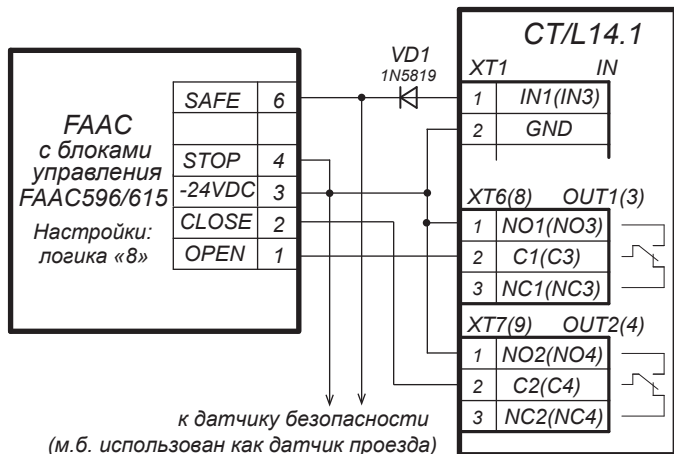 FAAC
с блоками
управления
FAAC596/615
Настройки:
логика «8»
SAFE 6
STOP 4
-24VDC 3
CLOSE 2
OPEN 1
VD1
1N5819
CT/L14.1
XT1 IN
1 IN1(IN3)
2 GND
XT6(8) OUT1(3)
1 NO1(NO3)
2 C1(C3)
3 NC1(NC3)
XT7(9) OUT2(4)
1 NO2(NO4)
2 C2(C4)
3 NC2(NC4)
к датчику безопасности
(м.б. использован как датчик проезда)